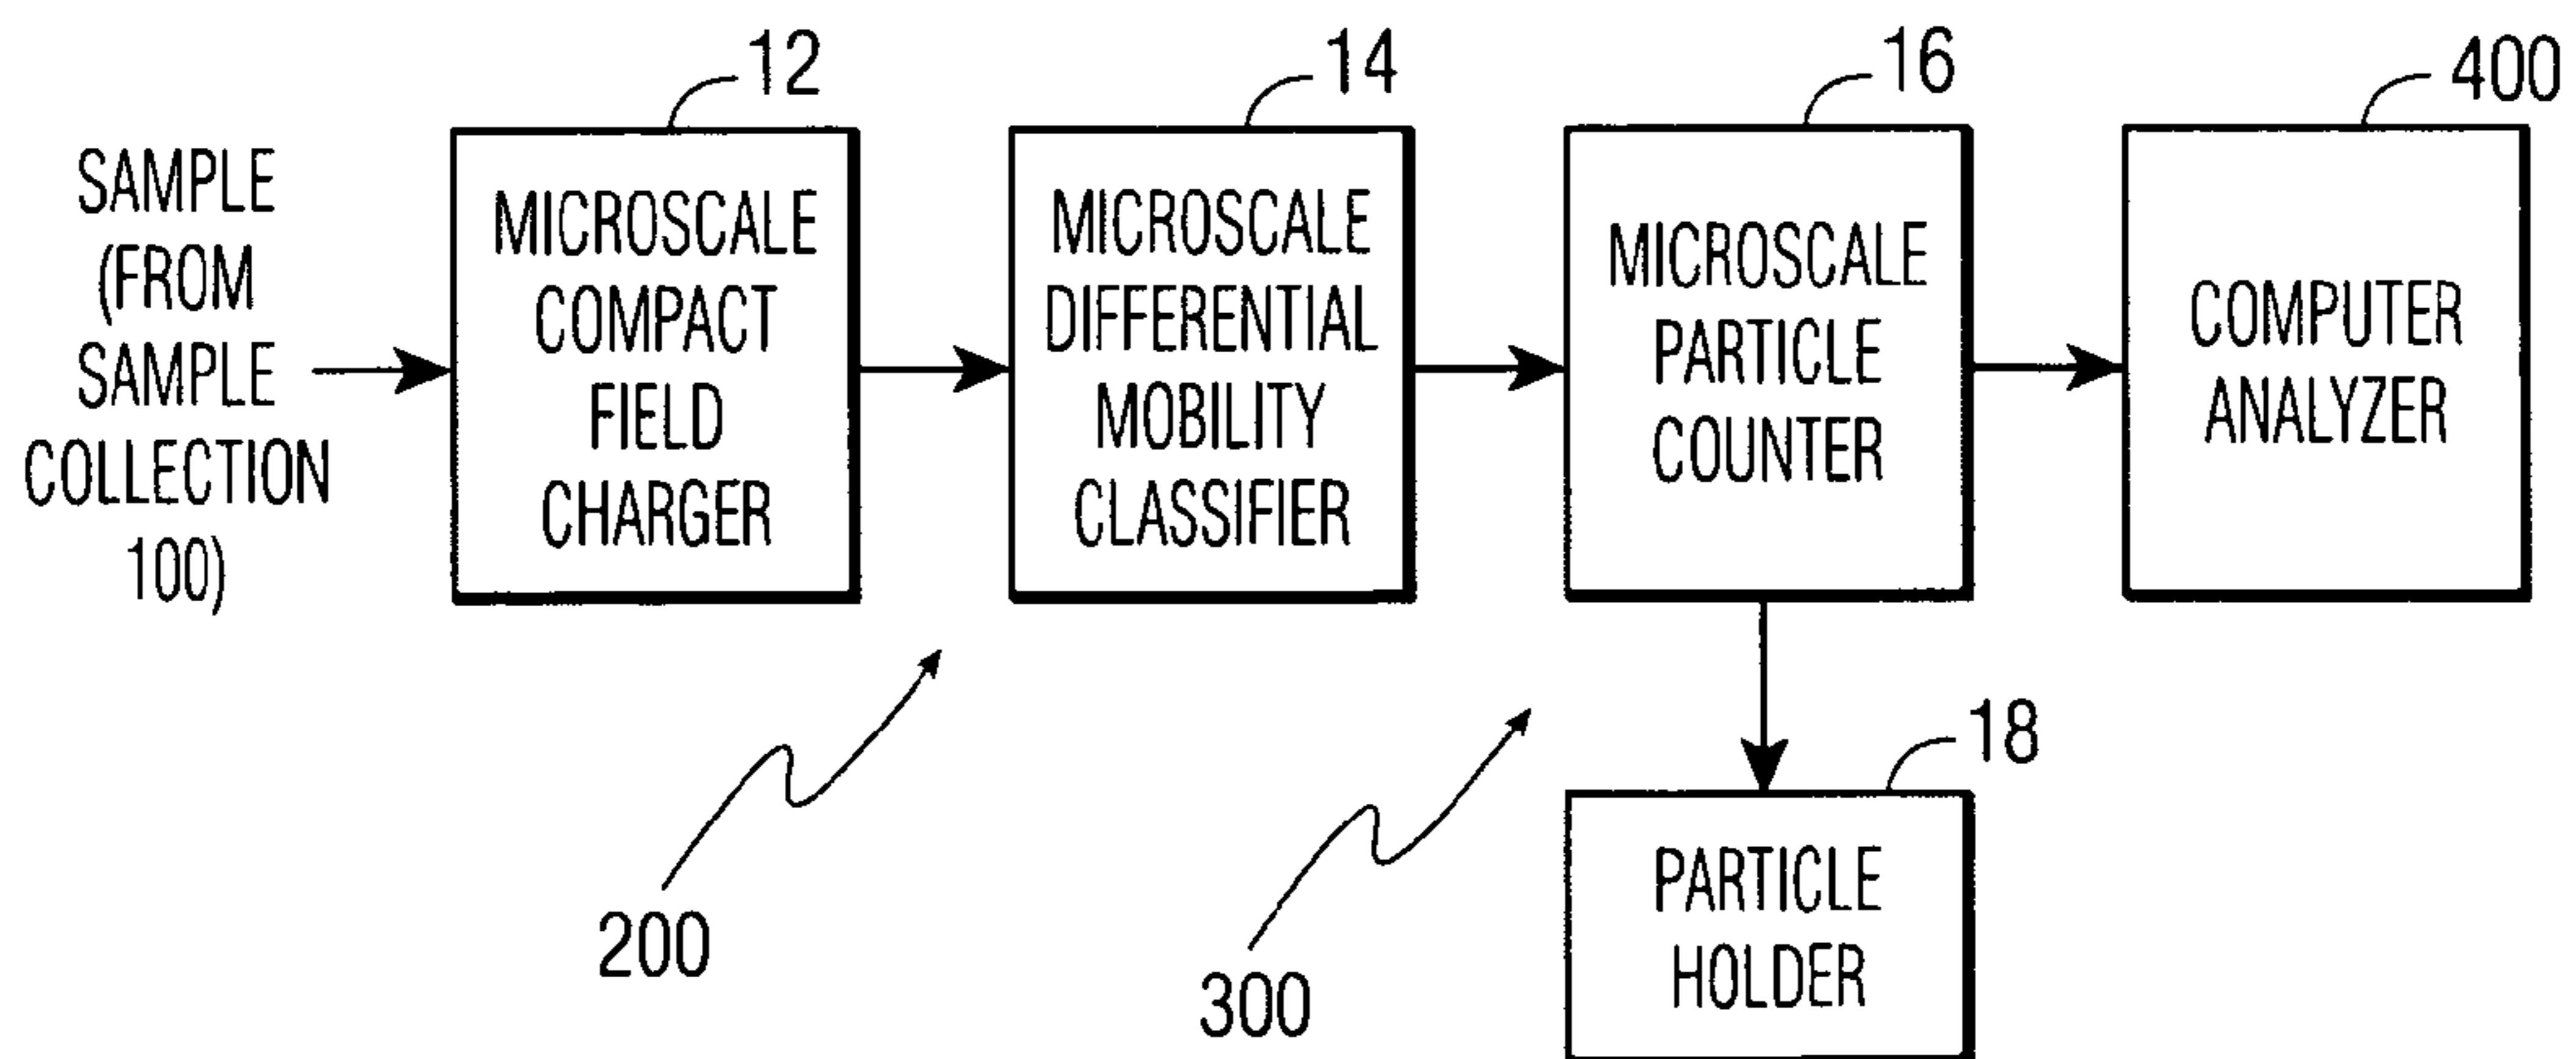 12
14
16
400
SAMPLE
(FROM
SAMPLE
COLLECTION
100)
MICROSCALE
COMPACT
FIELD
CHARGER
MICROSCALE
DIFFERENTIAL
MOBILITY
CLASSIFIER
MICROSCALE
PARTICLE
COUNTER
COMPUTER
ANALYZER
200
300
18
PARTICLE
HOLDER